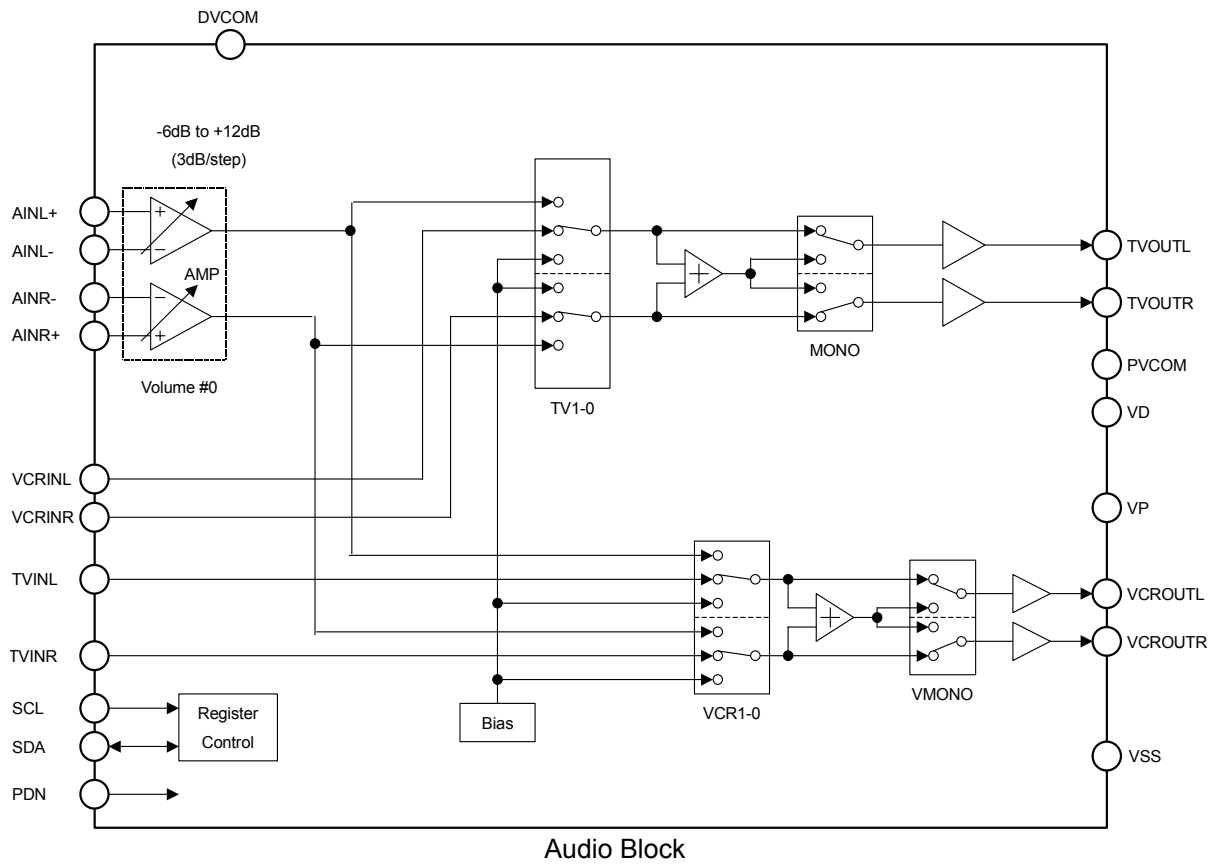 DVCOM
-6dB to +12dB
(3dB/step)
AINL+
AINL-
AINR-
AINR+
+
−
AMP
−
+
Volume #0
TV1-0
+
MONO
TVOUTL
TVOUTR
PVCOM
VD
VP
VCRINL
VCRINR
TVINL
TVINR
+
VCR1-0
VMONO
VCROUTL
VCROUTR
VSS
SCL
SDA
PDN
Register
Control
Bias
Audio Block